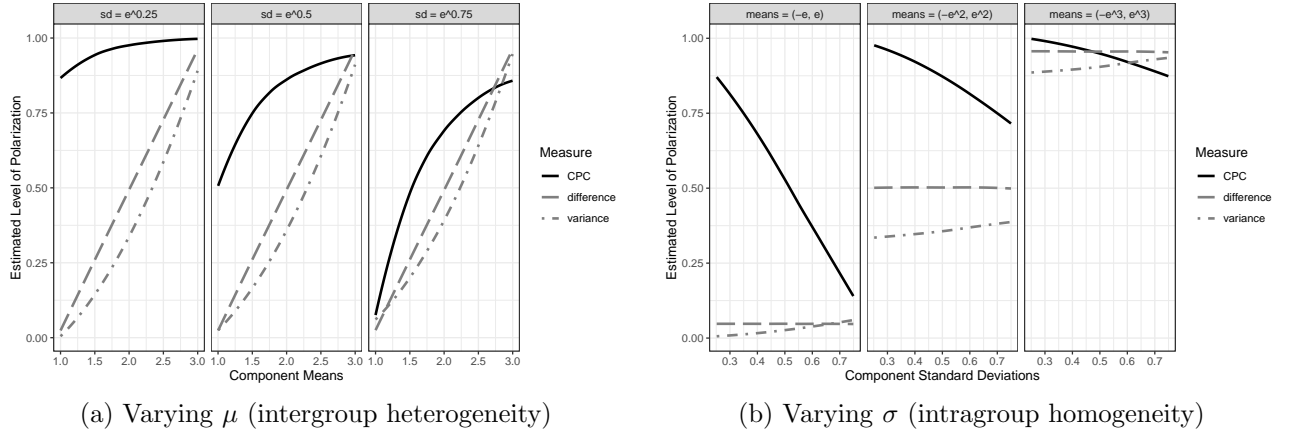 sd = e^0.25 sd = e^0.5 sd = e^0.75
Estimated Level of Polarization
1.00
0.75
0.50
0.25
0.00
1.0 1.5 2.0 2.5 3.0 1.0 1.5 2.0 2.5 3.0 1.0 1.5 2.0 2.5 3.0
Component Means
Measure
CPC
difference
variance
(a) Varying μ (intergroup heterogeneity)
means = (−e, e) means = (−e^2, e^2) means = (−e^3, e^3)
Estimated Level of Polarization
1.00
0.75
0.50
0.25
0.00
0.3 0.4 0.5 0.6 0.7 0.3 0.4 0.5 0.6 0.7 0.3 0.4 0.5 0.6 0.7
Component Standard Deviations
Measure
CPC
difference
variance
(b) Varying σ (intragroup homogeneity)